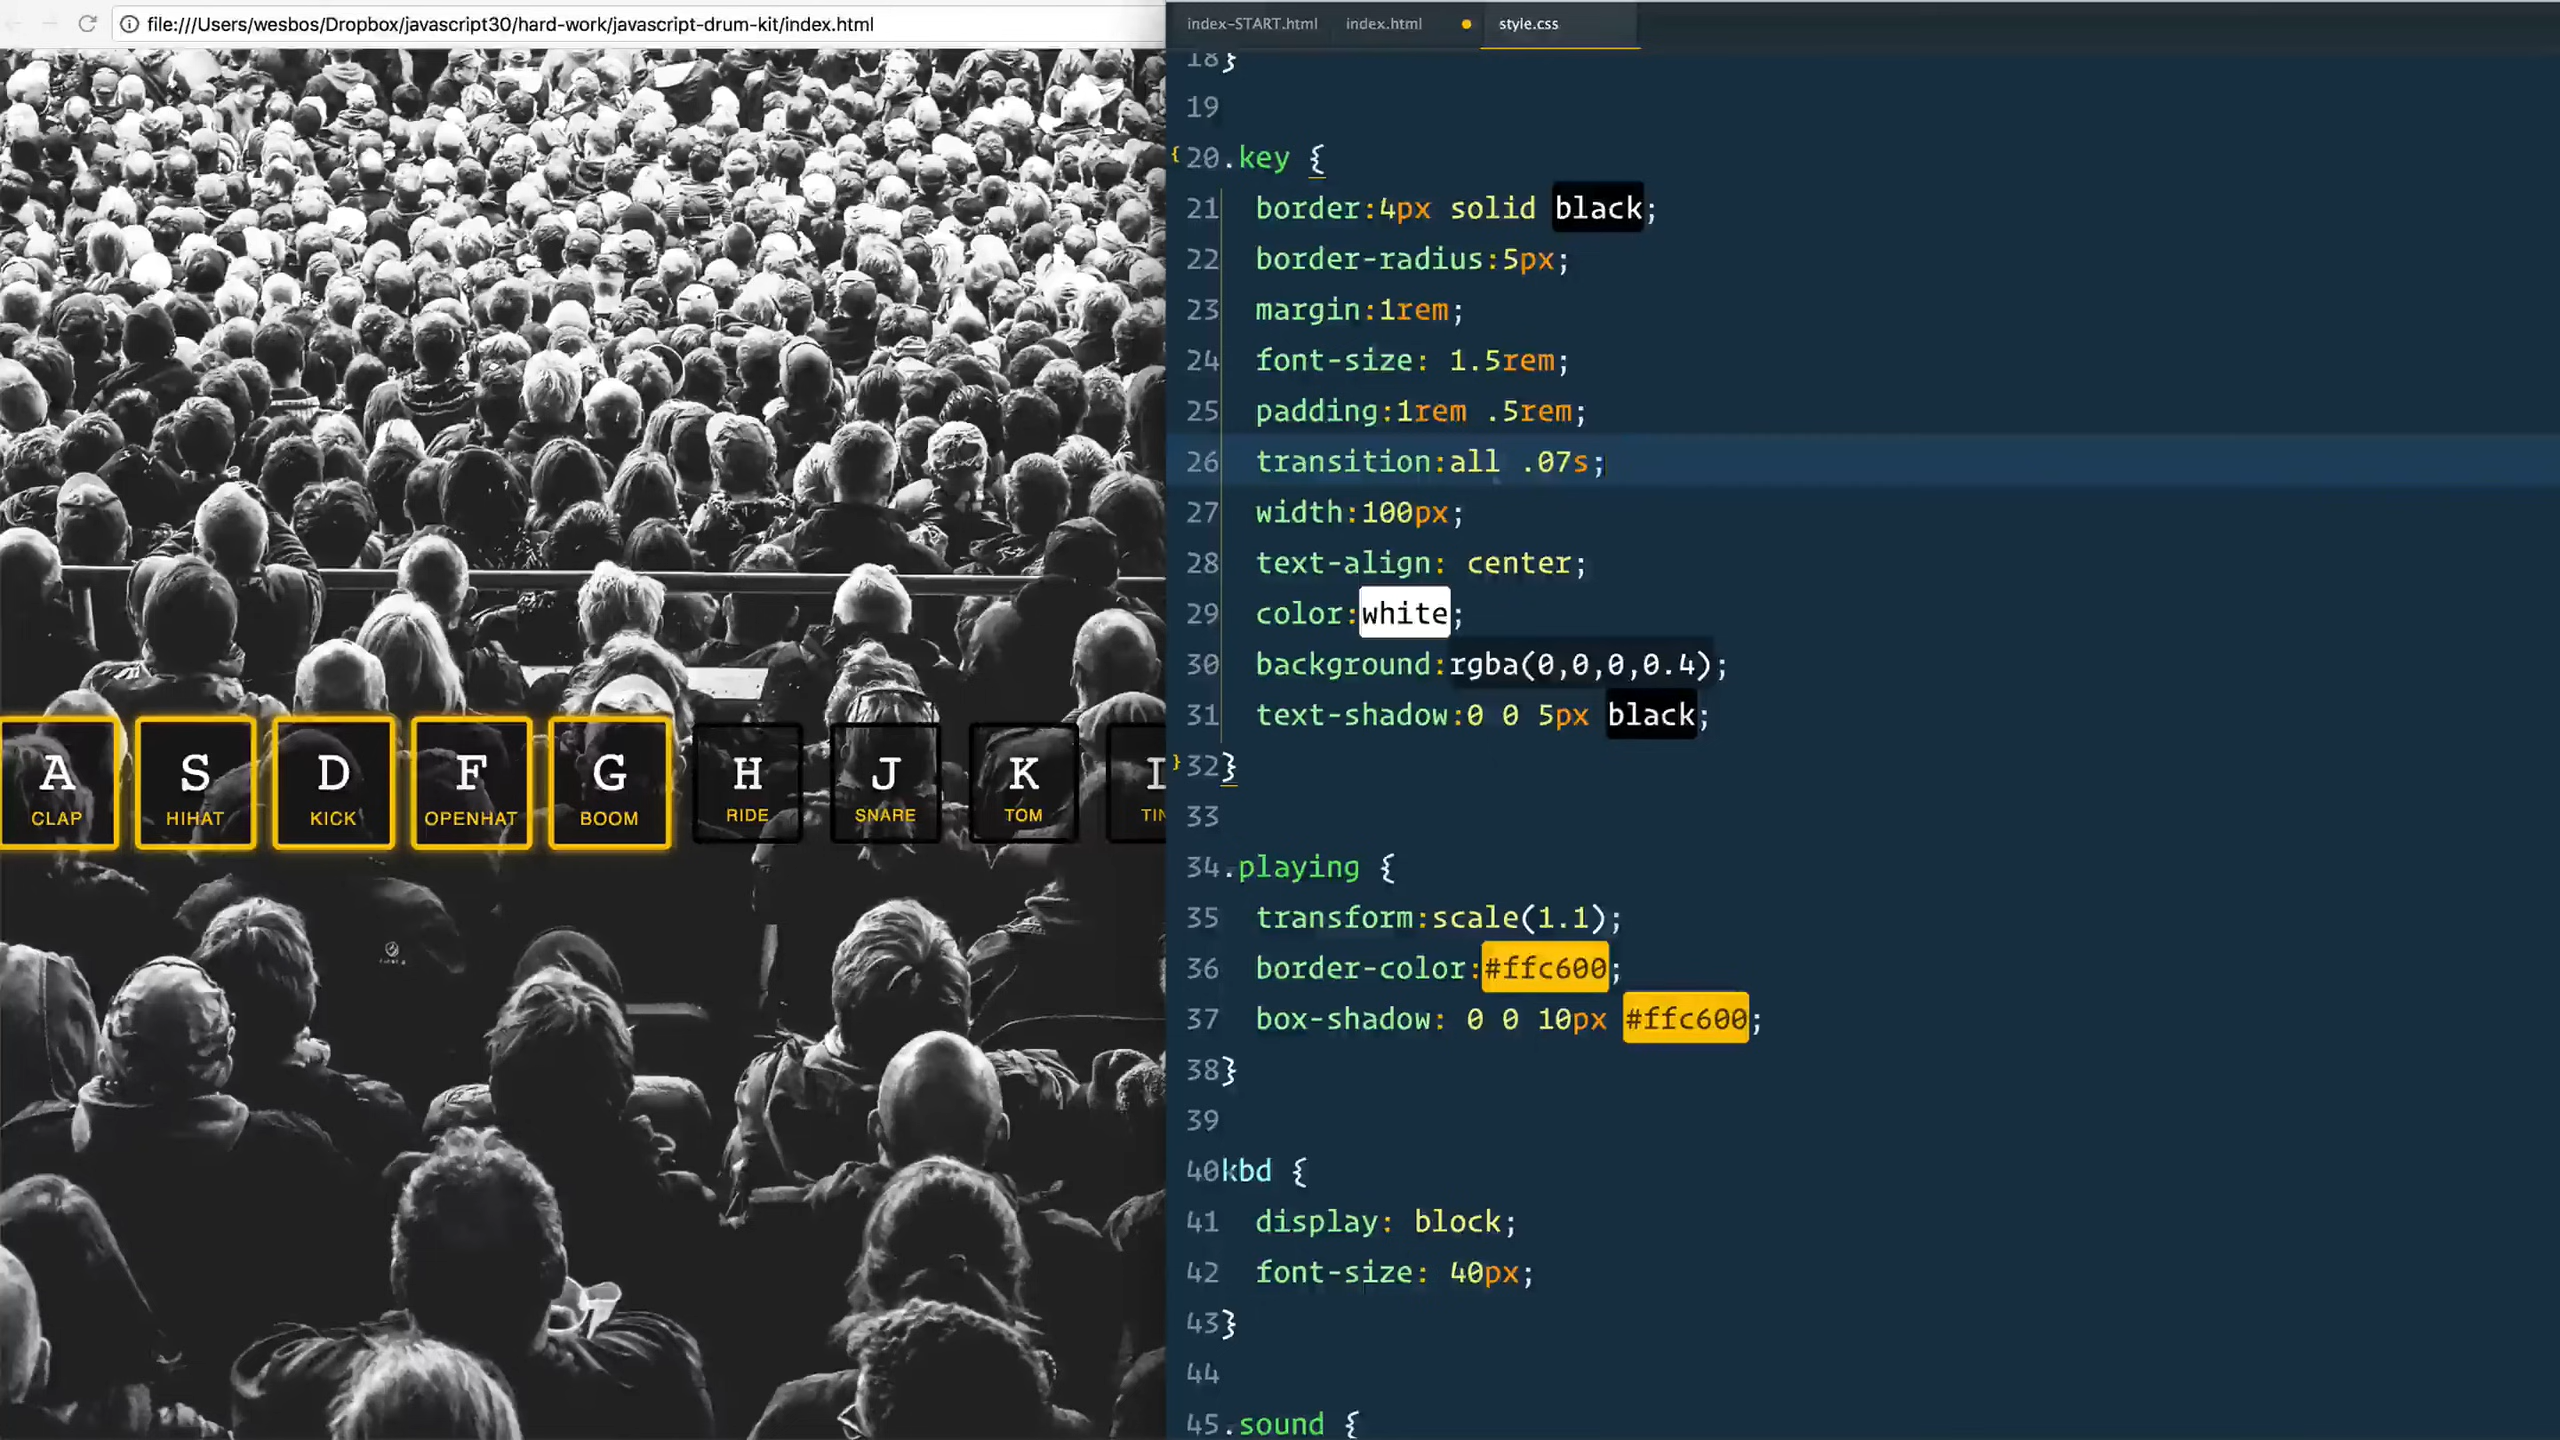 file:///Users/wesbos/Dropbox/javascript30/hard-work/javascript-drum-kit/index.html
index-START.html index.html style.css
18 }
19
{ 20 .key {
21 border:4px solid black;
22 border-radius:5px;
23 margin:1rem;
24 font-size: 1.5rem;
25 padding:1rem .5rem;
26 transition:all .07s;
27 width:100px;
28 text-align: center;
29 color:white;
30 background:rgba(0,0,0,0.4);
31 text-shadow:0 0 5px black;
} 32 }
33
34 .playing {
35 transform:scale(1.1);
36 border-color:#ffc600;
37 box-shadow: 0 0 10px #ffc600;
38 }
39
40 kbd {
41 display: block;
42 font-size: 40px;
43 }
44
45 .sound {
A S D F G H J K
CLAP HIHAT KICK OPENHAT BOOM RIDE SNARE TOM